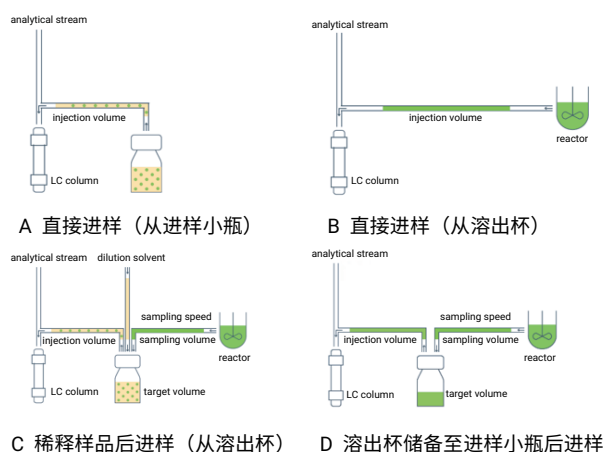 analytical stream
injection volume
LC column
A 直接进样（从进样小瓶）
analytical stream
injection volume
reactor
LC column
B 直接进样（从溶出杯）
analytical stream dilution solvent
sampling speed
injection volume sampling volume
reactor
LC column target volume
C 稀释样品后进样（从溶出杯）
analytical stream
sampling speed
injection volume sampling volume
reactor
LC column target volume
D 溶出杯储备至进样小瓶后进样